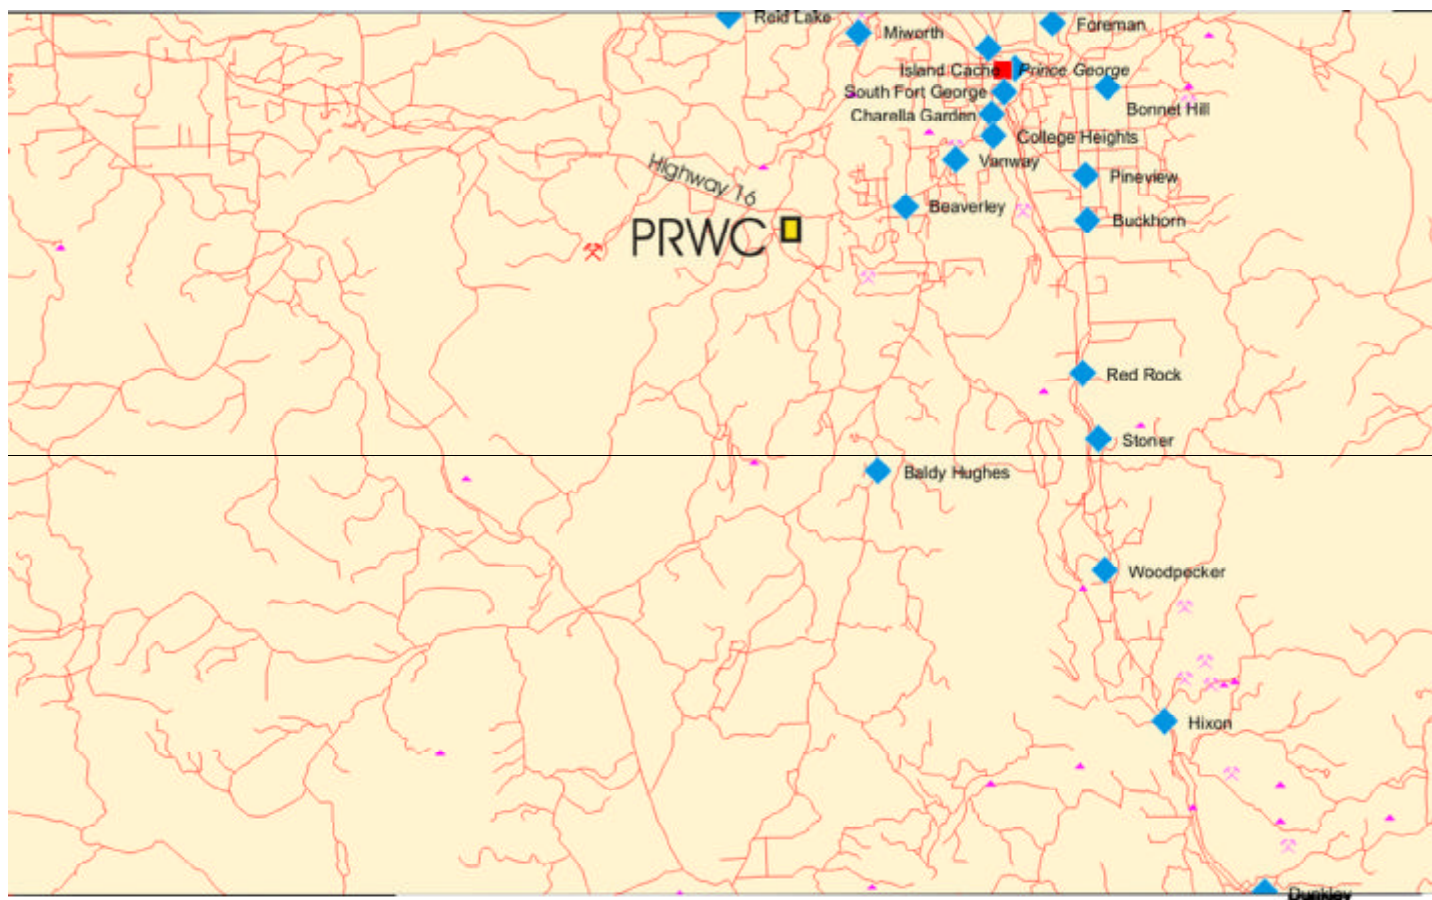 Reid Lake
Miworth
Foreman
Island Cache
Prince George
South Fort George
Bonnet Hill
Charella Garden
College Heights
Vanway
Highway 16
Pineview
Beaverley
Buckhorn
PRWC
Red Rock
Stoner
Baldy Hughes
Woodpecker
Hixon
Dunkley